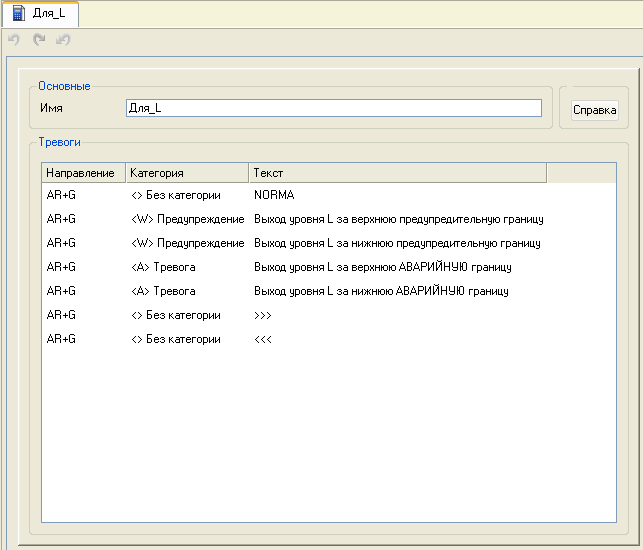 Для_L
Основные
Имя Для_L Справка
Тревоги
Направление Категория Текст
AR+G <> Без категории NORMA
AR+G <W> Предупреждение Выход уровня L за верхнюю предупредительную границу
AR+G <W> Предупреждение Выход уровня L за нижнюю предупредительную границу
AR+G <A> Тревога Выход уровня L за верхнюю АВАРИЙНУЮ границу
AR+G <A> Тревога Выход уровня L за нижнюю АВАРИЙНУЮ границу
AR+G <> Без категории >>>
AR+G <> Без категории <<<